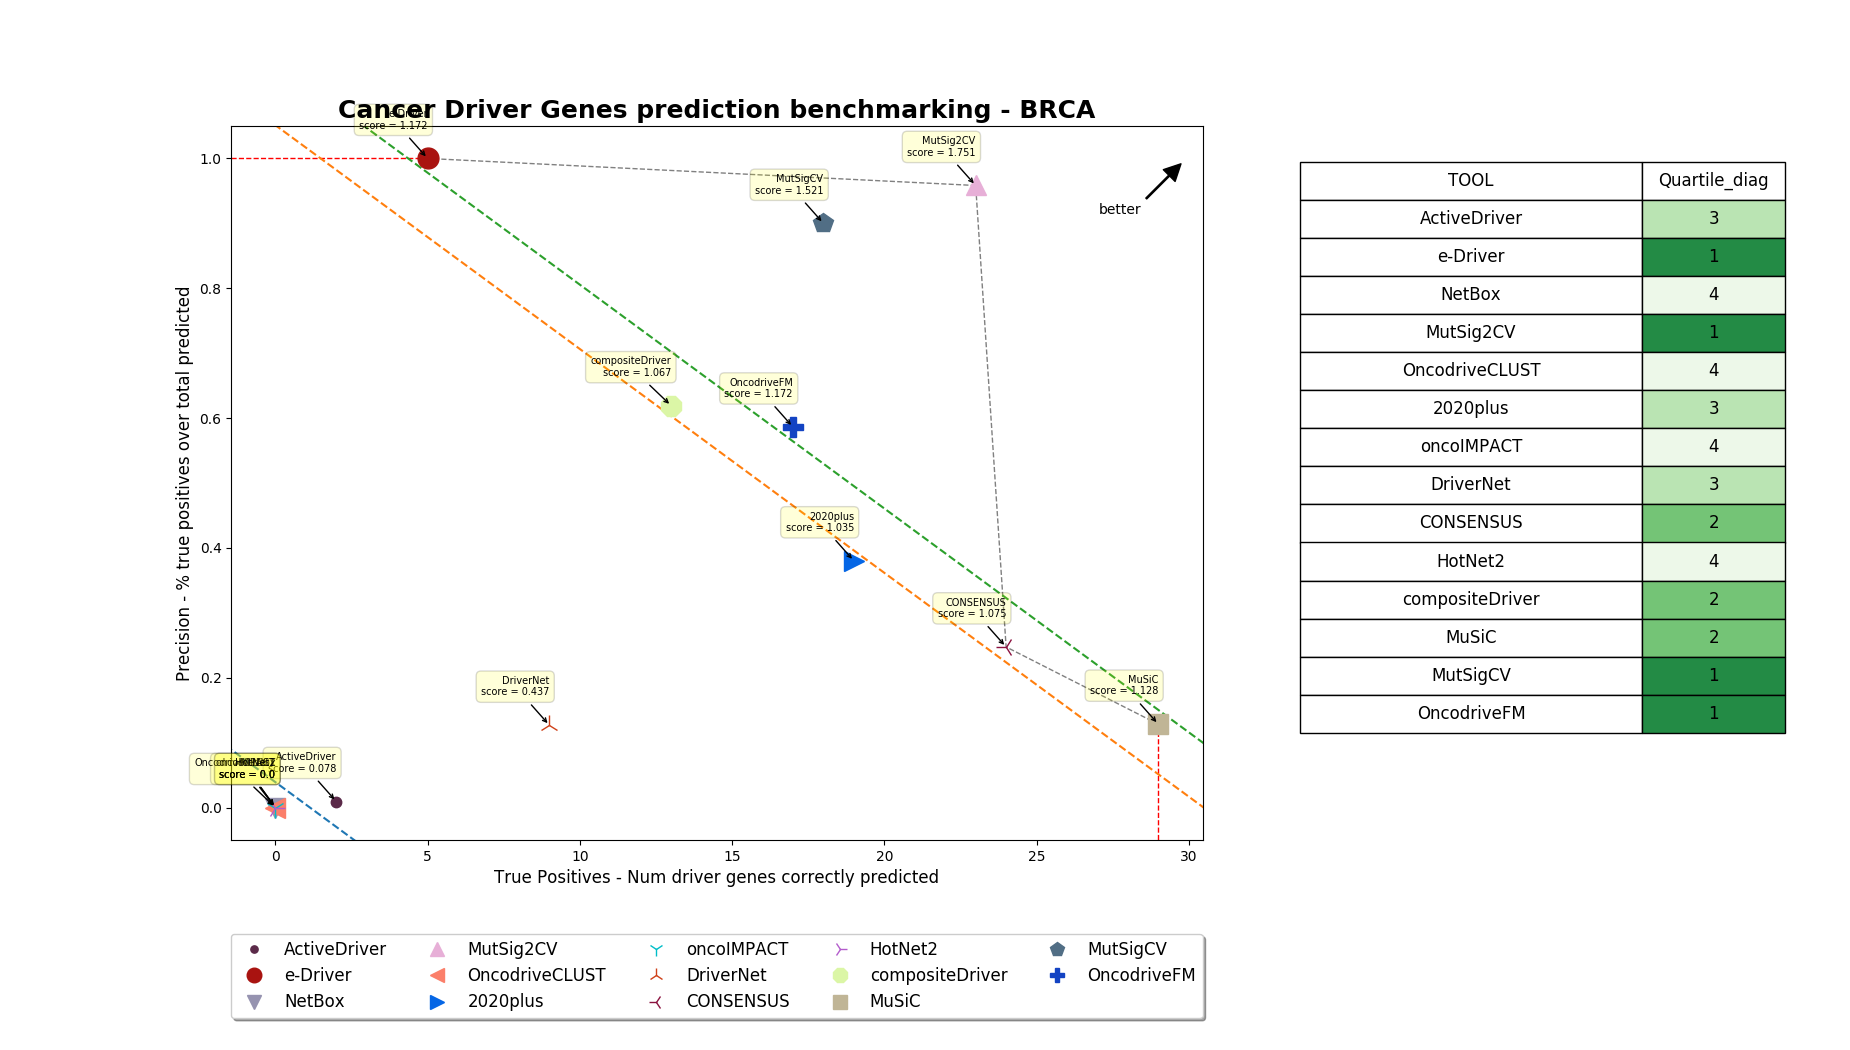 Cancer Driver Genes prediction benchmarking - BRCA
score = 1.172
MutSig2CV
score = 1.751
MutSigCV
score = 1.521
better
compositeDriver
score = 1.067
OncodriveFM
score = 1.172
2020plus
score = 1.035
CONSENSUS
score = 1.075
DriverNet
score = 0.437
MuSiC
score = 1.128
ActiveDriver
score = 0.078
score = 0.0
Precision - % true positives over total predicted
1.0
0.8
0.6
0.4
0.2
0.0
0 5 10 15 20 25 30
True Positives - Num driver genes correctly predicted
ActiveDriver
e-Driver
NetBox
MutSig2CV
OncodriveCLUST
2020plus
oncoIMPACT
DriverNet
CONSENSUS
HotNet2
compositeDriver
MuSiC
MutSigCV
OncodriveFM
TOOL Quartile_diag
ActiveDriver 3
e-Driver 1
NetBox 4
MutSig2CV 1
OncodriveCLUST 4
2020plus 3
oncoIMPACT 4
DriverNet 3
CONSENSUS 2
HotNet2 4
compositeDriver 2
MuSiC 2
MutSigCV 1
OncodriveFM 1